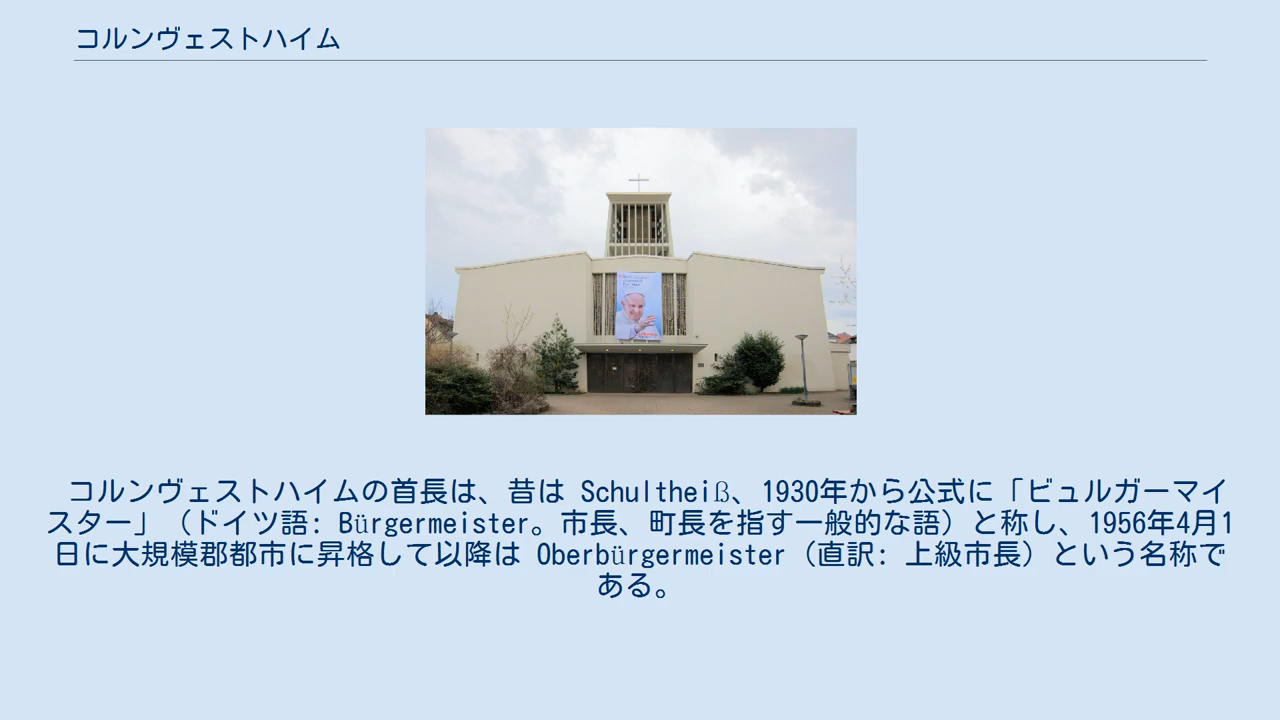 コルンヴェストハイム
コルンヴェストハイムの首長は、昔は Schultheiß、1930年から公式に「ビュルガーマイ
スター」（ドイツ語: Bürgermeister。市長、町長を指す一般的な語）と称し、1956年4月1
日に大規模郡都市に昇格して以降は Oberbürgermeister（直訳: 上級市長）という名称で
ある。